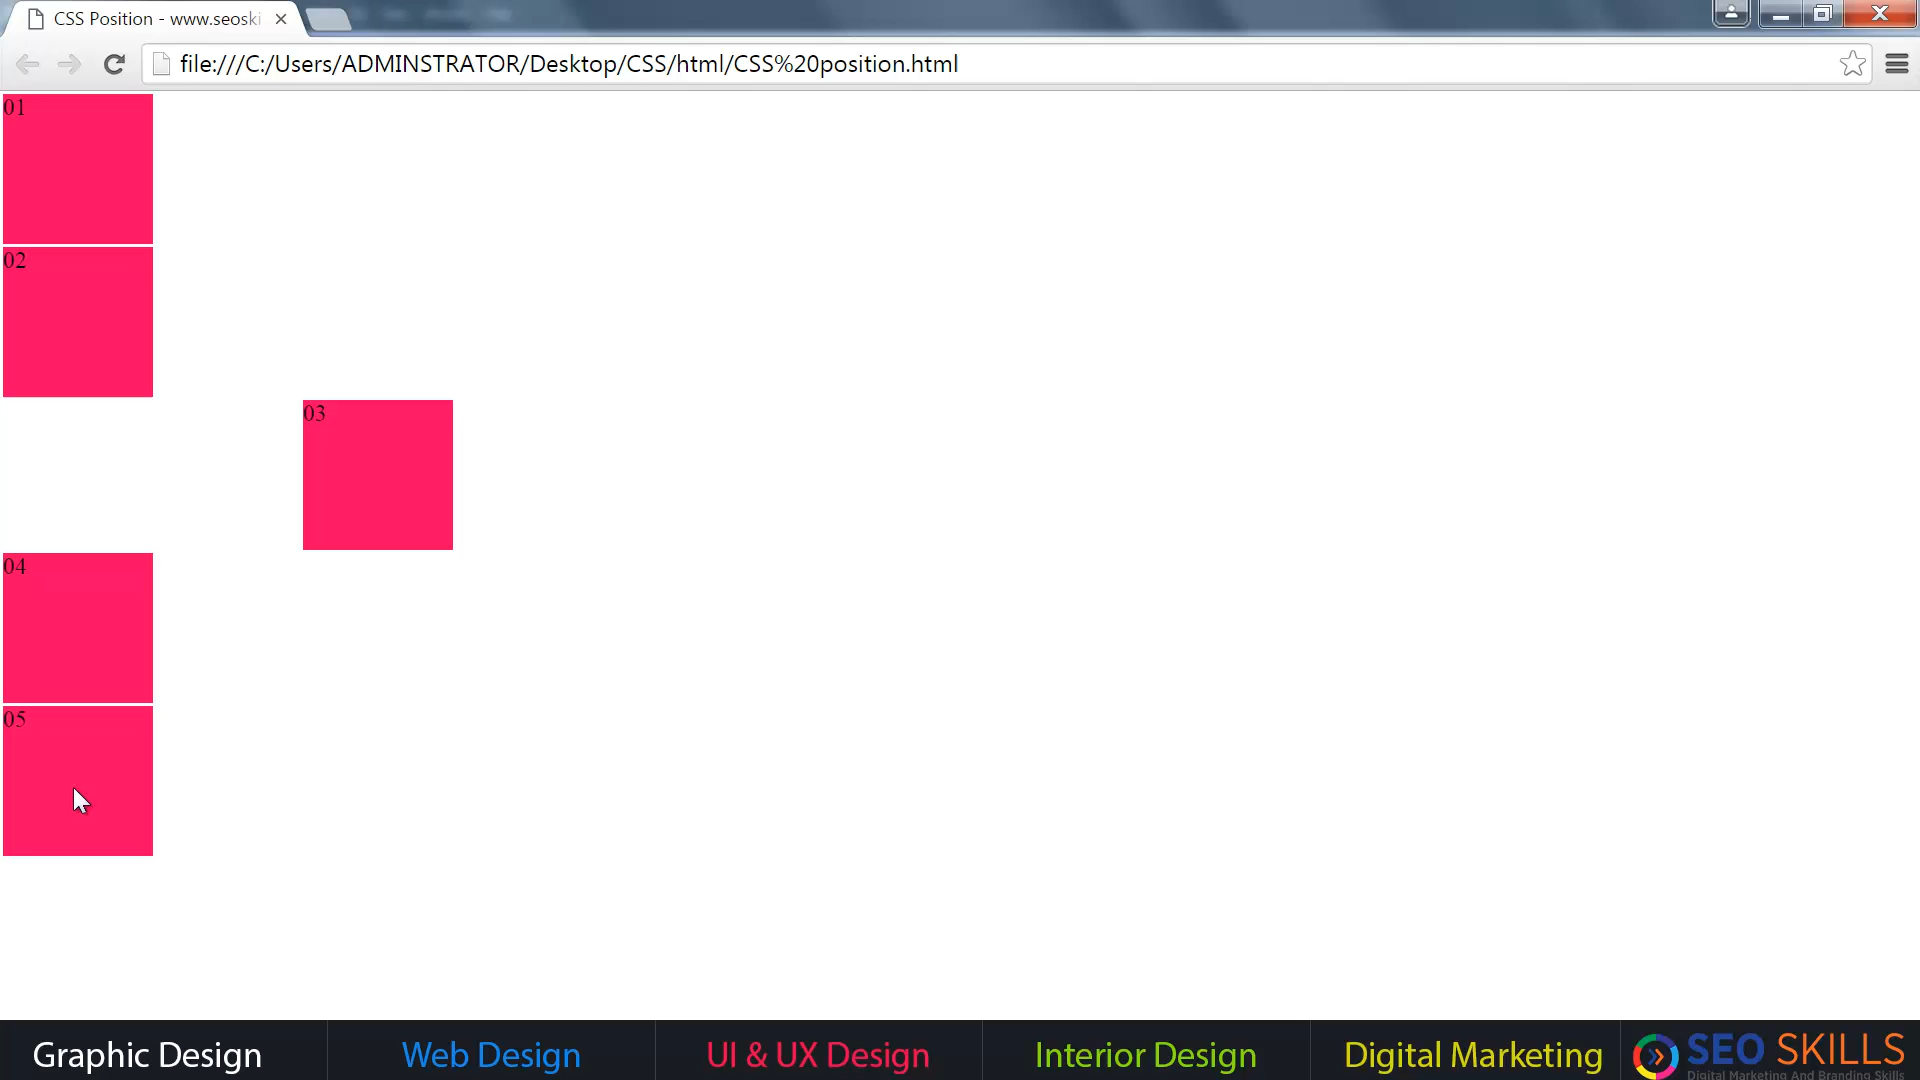 CSS Position - www.seoski
file:///C:/Users/ADMINSTRATOR/Desktop/CSS/html/CSS%20position.html
01
02
03
04
05
Graphic Design
Web Design
UI & UX Design
Interior Design
Digital Marketing
SEO SKILLS
Digital Marketing And Branding Skills